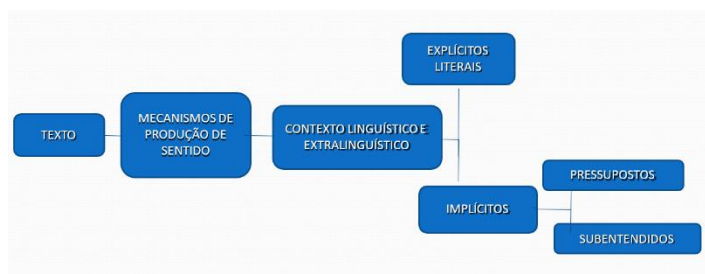 EXPLÍCITOS
LITERAIS
TEXTO
MECANISMOS DE
PRODUÇÃO DE
SENTIDO
CONTEXTO LINGUÍSTICO E
EXTRALINGUÍSTICO
IMPLÍCITOS
PRESSUPOSTOS
SUBENTENDIDOS